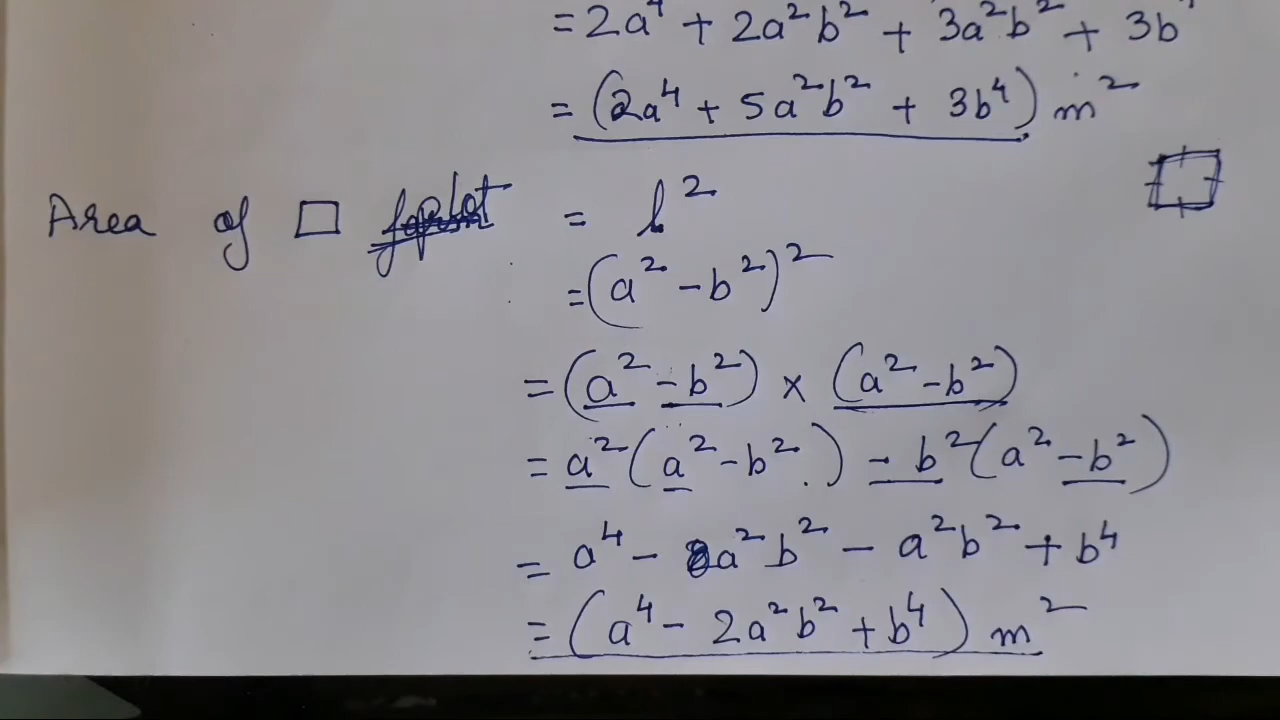 = 2a⁴ + 2a²b² + 3a²b² + 3b⁴
= (2a⁴ + 5a²b² + 3b⁴) m²
Area of □ = l²
= (a² - b²)²
= (a² - b²) × (a² - b²)
= a²(a² - b²) - b²(a² - b²)
= a⁴ - a²b² - a²b² + b⁴
= (a⁴ - 2a²b² + b⁴) m²